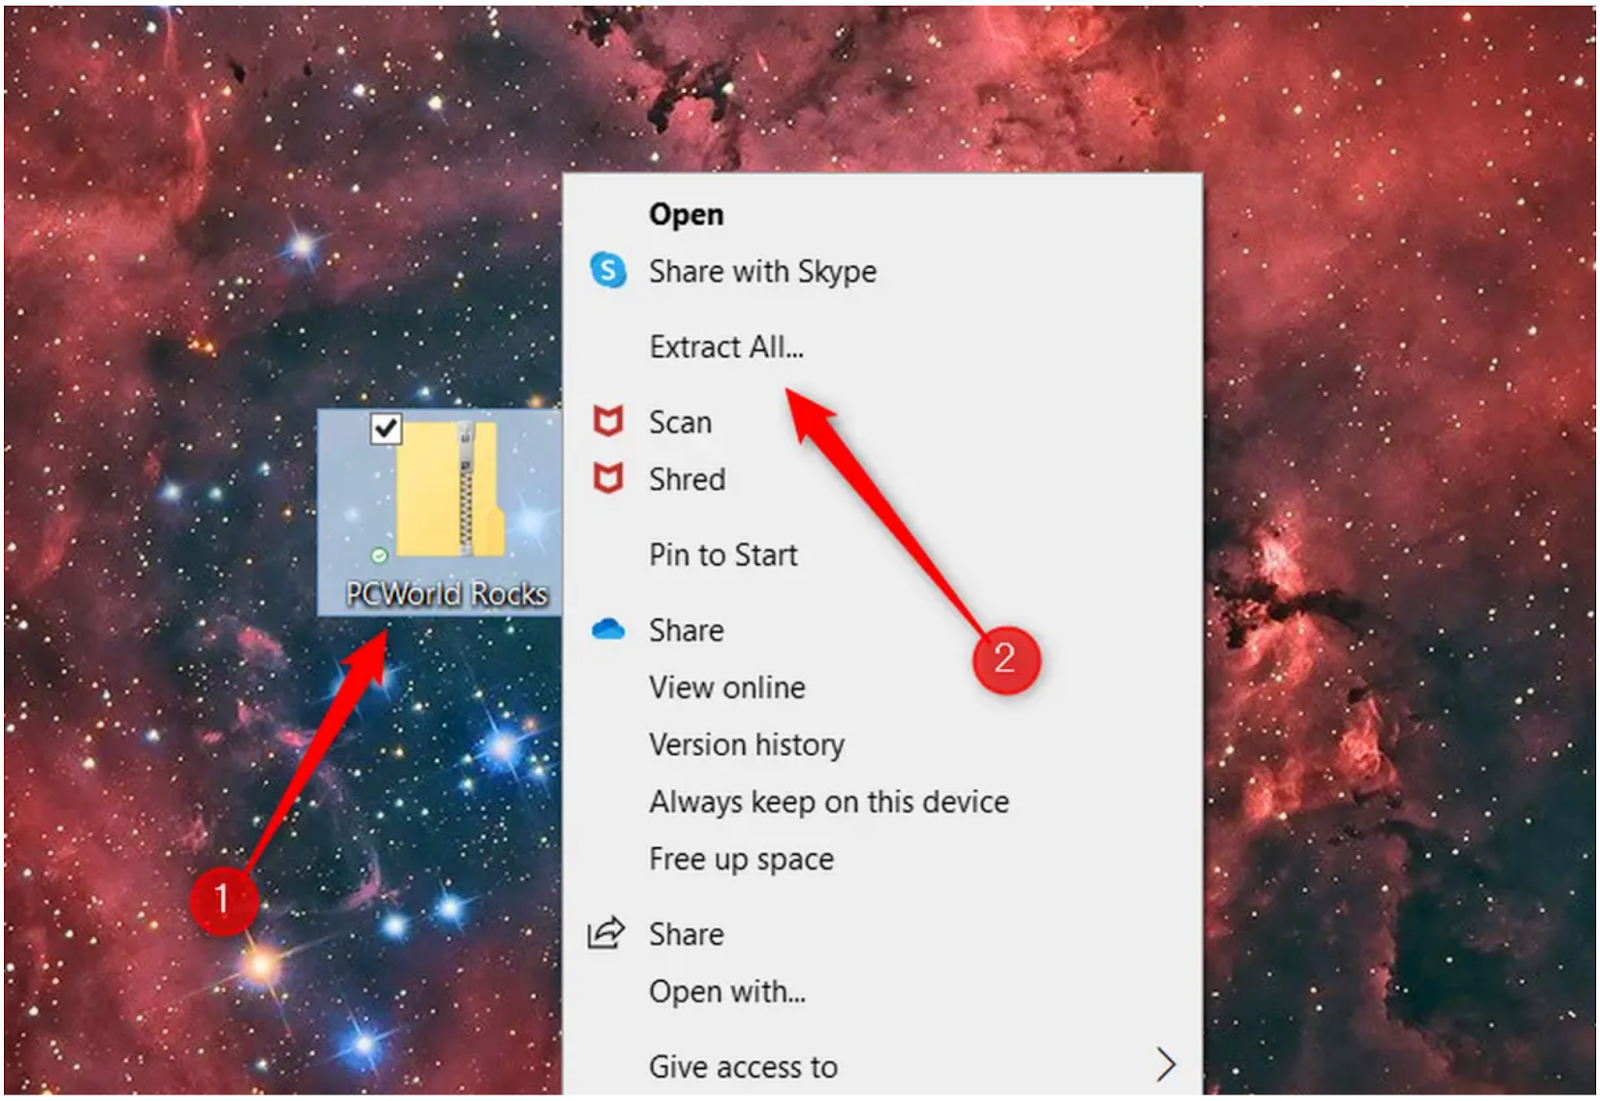 Open
Share with Skype
Extract All...
Scan
Shred
PCWorld Rocks
Pin to Start
Share
2
View online
Version history
Always keep on this device
Free up space
1
Share
Open with...
Give access to